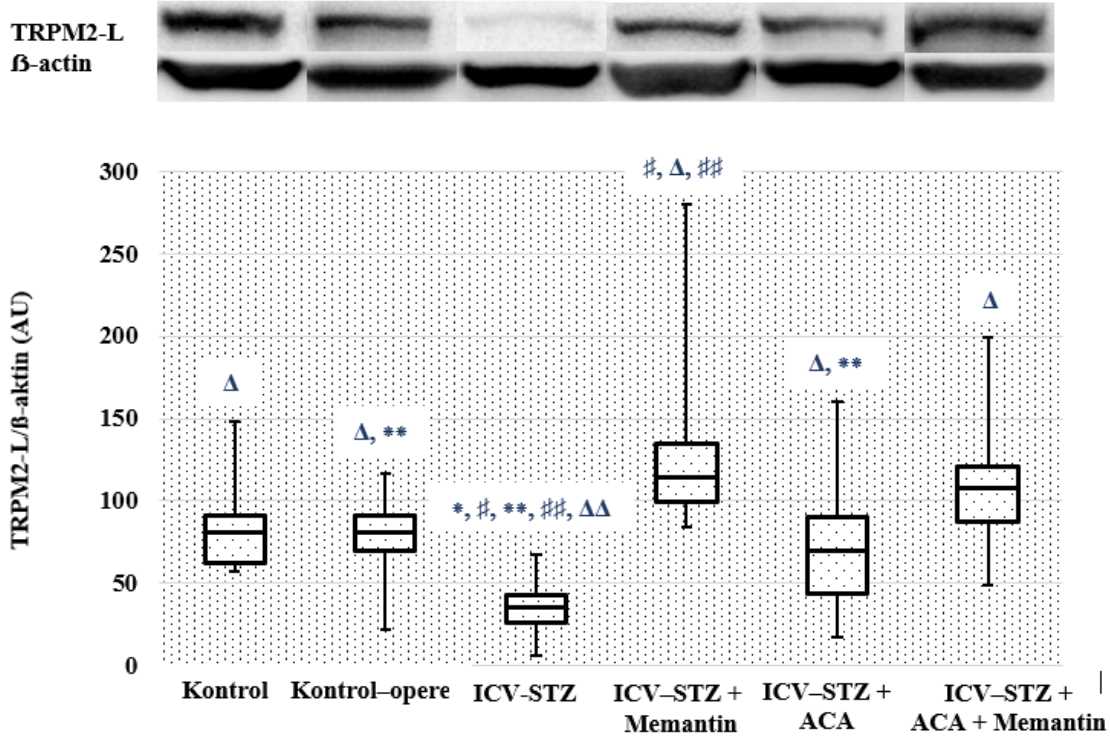 TRPM2-L
ß-actin
TRPM2-L/ß-aktin (AU)
300
250
200
150
100
50
0
Δ
Δ, **
*, ♯, **, ♯♯, ΔΔ
♯, Δ, ♯♯
Δ, **
Δ
Kontrol
Kontrol–opere
ICV-STZ
ICV–STZ +
Memantin
ICV–STZ +
ACA
ICV–STZ +
ACA + Memantin